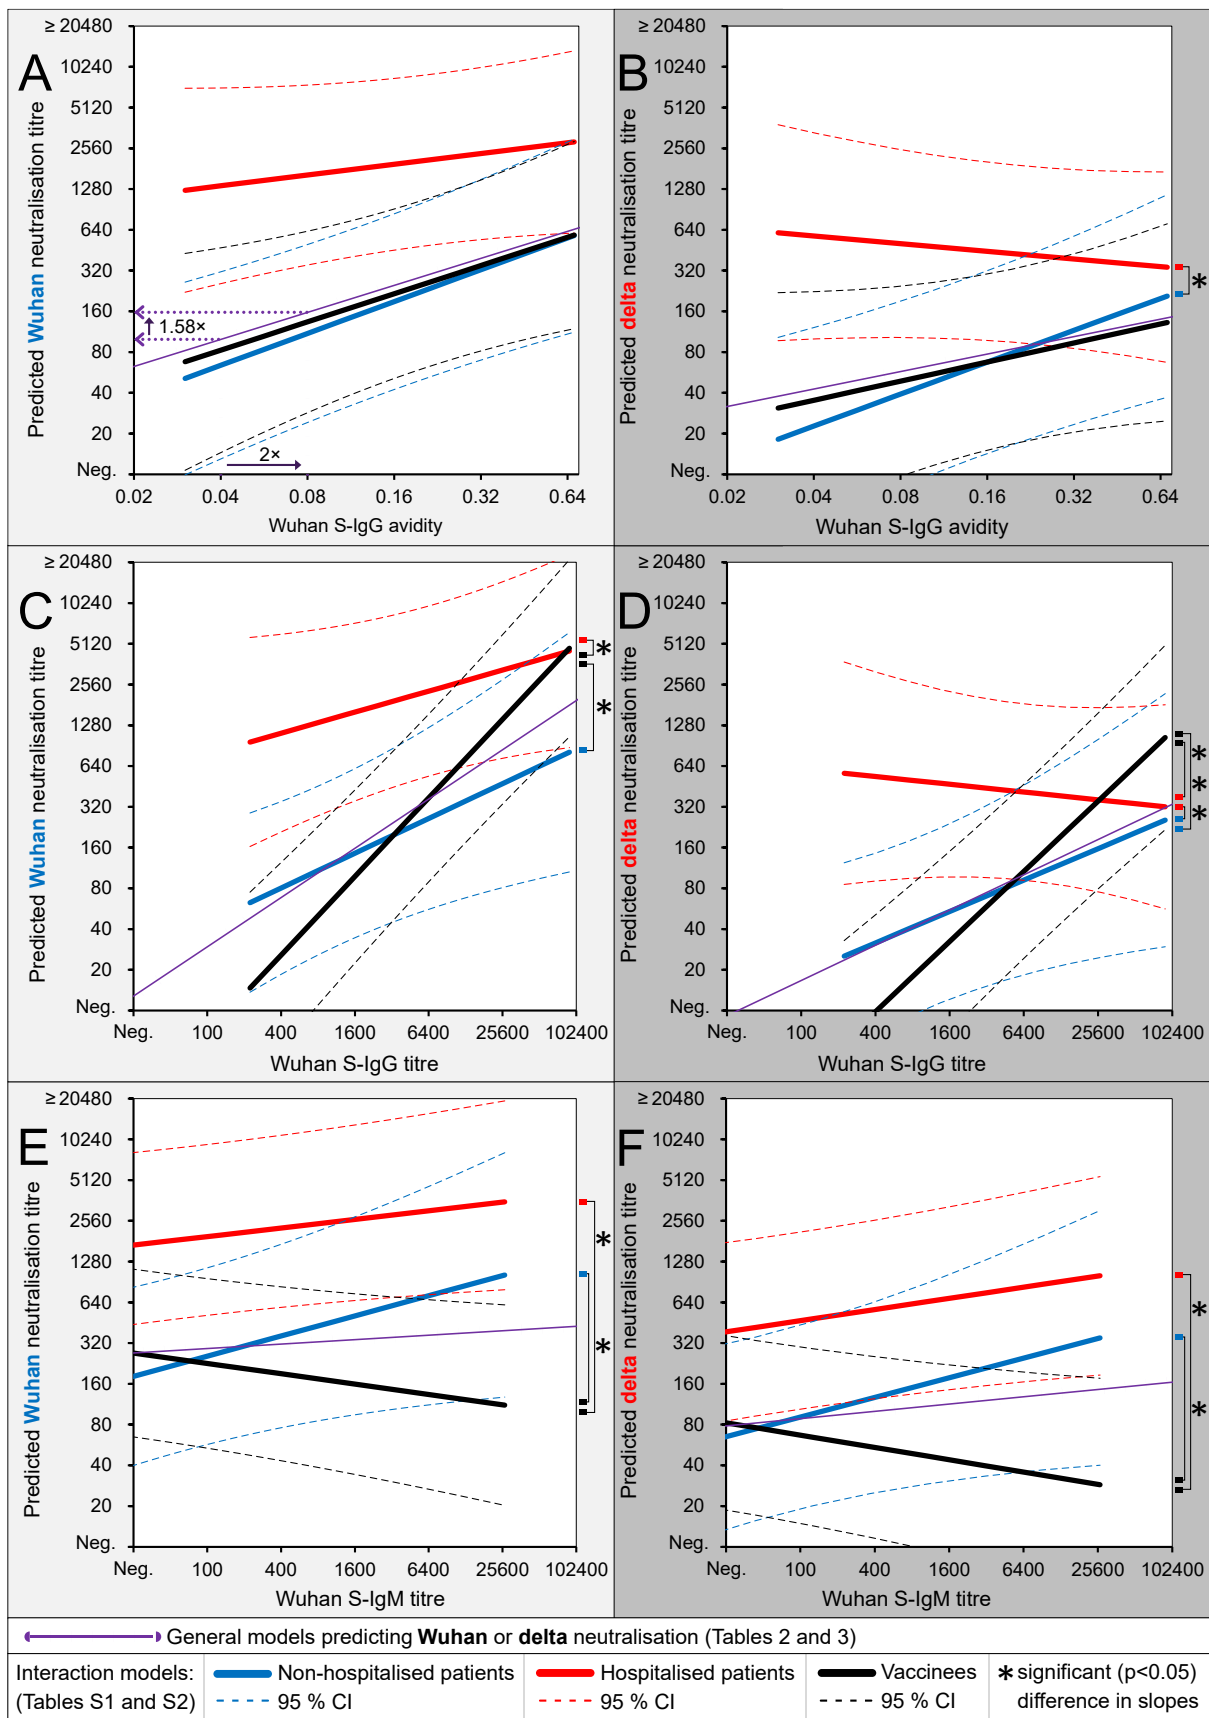 A
Predicted Wuhan neutralisation titre
≥ 20480
10240
5120
2560
1280
640
320
160
80
40
20
Neg.
1.58×
2×
0.02 0.04 0.08 0.16 0.32 0.64
Wuhan S-IgG avidity
B
Predicted delta neutralisation titre
≥ 20480
10240
5120
2560
1280
640
320
160
80
40
20
Neg.
*
0.02 0.04 0.08 0.16 0.32 0.64
Wuhan S-IgG avidity
C
Predicted Wuhan neutralisation titre
≥ 20480
10240
5120
2560
1280
640
320
160
80
40
20
Neg.
*
*
Neg. 100 400 1600 6400 25600 102400
Wuhan S-IgG titre
D
Predicted delta neutralisation titre
≥ 20480
10240
5120
2560
1280
640
320
160
80
40
20
Neg.
*
*
*
Neg. 100 400 1600 6400 25600 102400
Wuhan S-IgG titre
E
Predicted Wuhan neutralisation titre
≥ 20480
10240
5120
2560
1280
640
320
160
80
40
20
Neg.
*
*
Neg. 100 400 1600 6400 25600 102400
Wuhan S-IgM titre
F
Predicted delta neutralisation titre
≥ 20480
10240
5120
2560
1280
640
320
160
80
40
20
Neg.
*
*
Neg. 100 400 1600 6400 25600 102400
Wuhan S-IgM titre
General models predicting Wuhan or delta neutralisation (Tables 2 and 3)
Interaction models:
(Tables S1 and S2)
Non-hospitalised patients
95 % CI
Hospitalised patients
95 % CI
Vaccinees
95 % CI
* significant (p<0.05)
difference in slopes